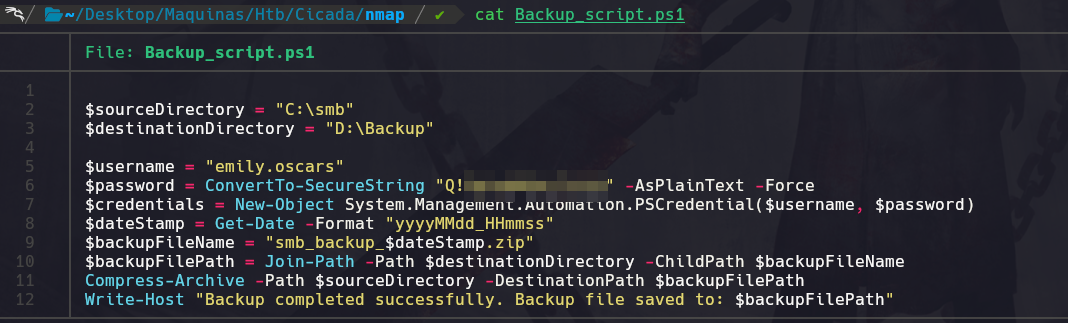 ~/Desktop/Maquinas/Htb/Cicada/nmap / ✔ cat Backup_script.ps1
File: Backup_script.ps1
1
2 $sourceDirectory = "C:\smb"
3 $destinationDirectory = "D:\Backup"
4
5 $username = "emily.oscars"
6 $password = ConvertTo-SecureString "Q!" -AsPlainText -Force
7 $credentials = New-Object System.Management.Automation.PSCredential($username, $password)
8 $dateStamp = Get-Date -Format "yyyyMMdd_HHmmss"
9 $backupFileName = "smb_backup_$dateStamp.zip"
10 $backupFilePath = Join-Path -Path $destinationDirectory -ChildPath $backupFileName
11 Compress-Archive -Path $sourceDirectory -DestinationPath $backupFilePath
12 Write-Host "Backup completed successfully. Backup file saved to: $backupFilePath"